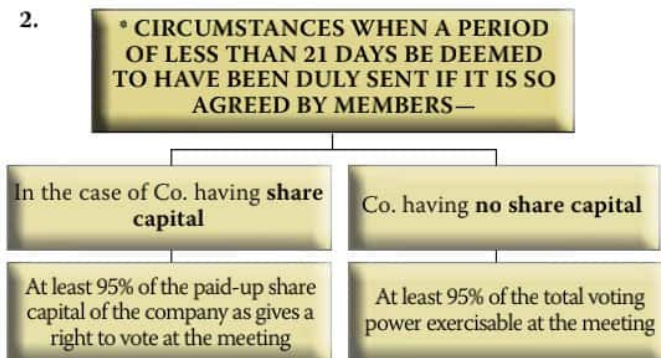 2.
* CIRCUMSTANCES WHEN A PERIOD
OF LESS THAN 21 DAYS BE DEEMED
TO HAVE BEEN DULY SENT IF IT IS SO
AGREED BY MEMBERS—
In the case of Co. having share
capital
Co. having no share capital
At least 95% of the paid-up share
capital of the company as gives a
right to vote at the meeting
At least 95% of the total voting
power exercisable at the meeting